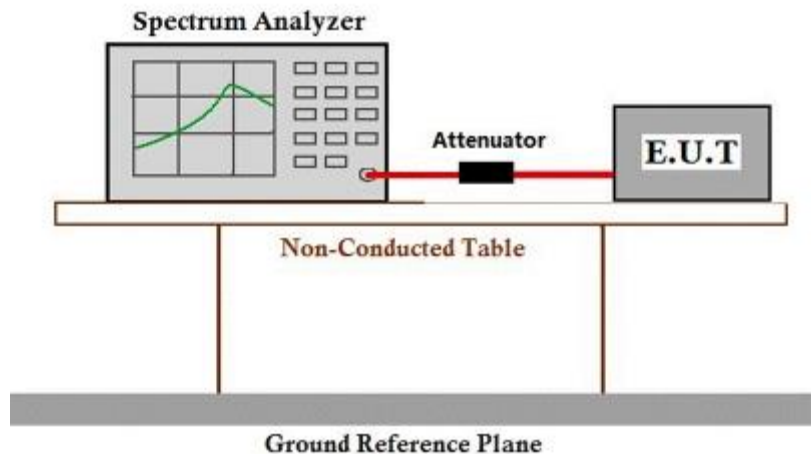 Spectrum Analyzer
Attenuator
E.U.T
Non-Conducted Table
Ground Reference Plane